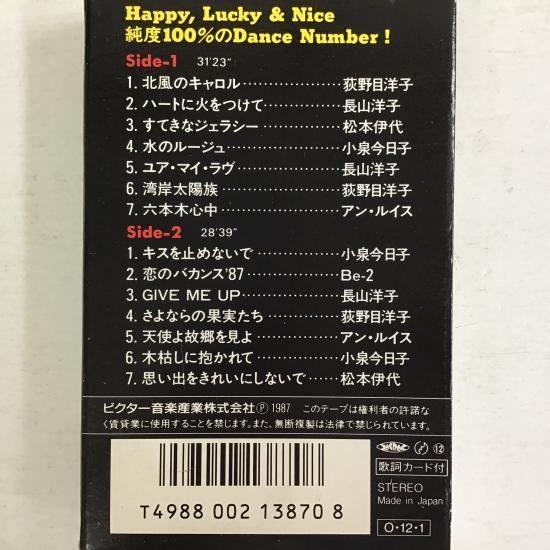 Happy, Lucky & Nice
純度100%のDance Number!
Side-1 31'23"
1. 北風のキャロル………………荻野目洋子
2. ハートに火をつけて…………長山洋子
3. すてきなジェラシー…………松本伊代
4. 水のルージュ…………………小泉今日子
5. ユア・マイ・ラヴ……………長山洋子
6. 湾岸太陽族……………………荻野目洋子
7. 六本木心中……………………アン・ルイス
Side-2 28'39"
1. キスを止めないで……………小泉今日子
2. 恋のバカンス'87………………Be-2
3. GIVE ME UP…………………長山洋子
4. さよならの果実たち…………荻野目洋子
5. 天使よ故郷を見よ……………アン・ルイス
6. 木枯しに抱かれて……………小泉今日子
7. 思い出をきれいにしないで……松本伊代
ビクター音楽産業株式会社Ⓟ1987 このテープは権利者の許諾な
く賃貸業に使用することを禁じます。また、無断複製は法律で禁じられています。
⑫
歌詞カード付
STEREO
Made in Japan
T4988 002 13870 8
O・12・1